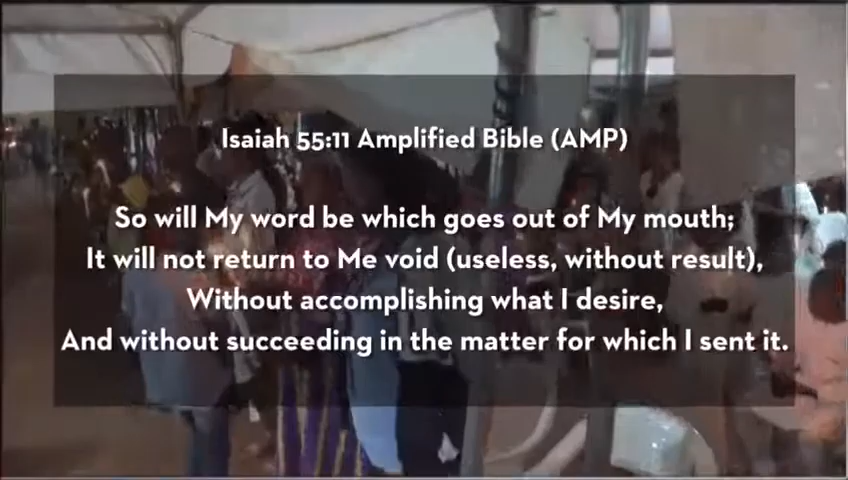 Isaiah 55:11 Amplified Bible (AMP)
So will My word be which goes out of My mouth;
It will not return to Me void (useless, without result),
Without accomplishing what I desire,
And without succeeding in the matter for which I sent it.